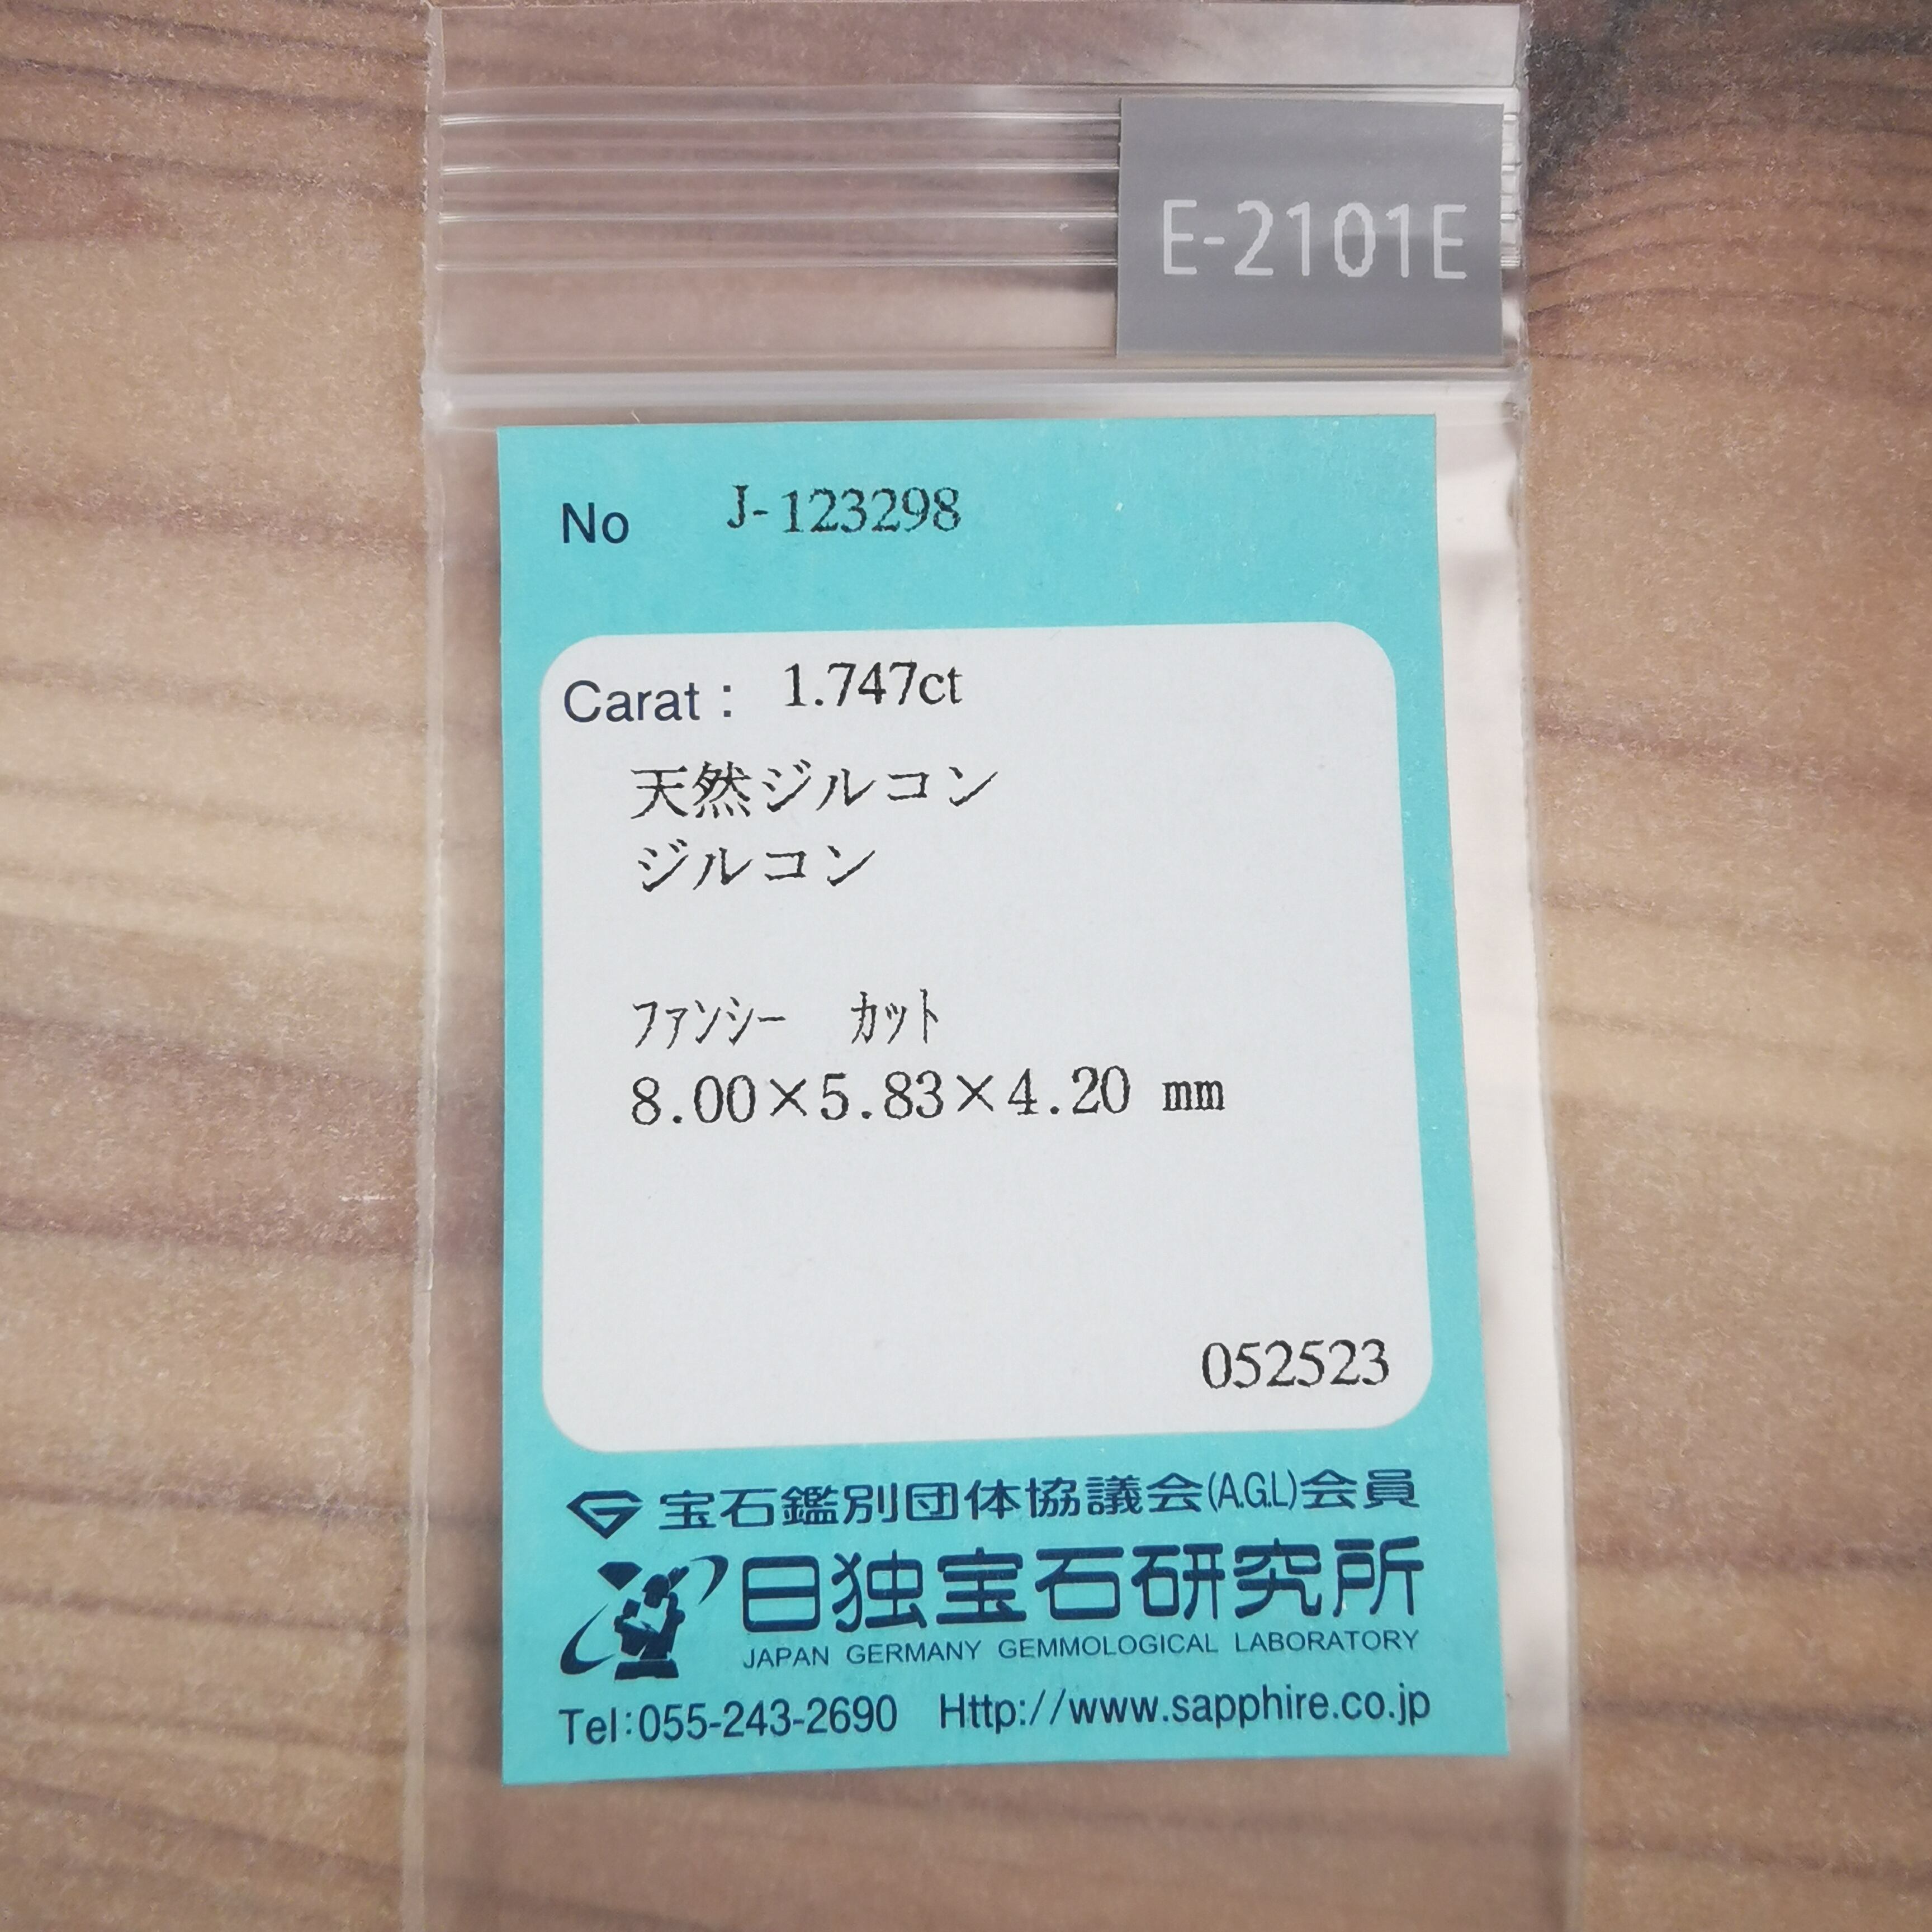 E-2101E
No J-123298
Carat : 1.747ct
天然ジルコン
ジルコン
ファンシー カット
8.00×5.83×4.20 mm
052523
宝石鑑別団体協議会(A.G.L)会員
日独宝石研究所
JAPAN GERMANY GEMMOLOGICAL LABORATORY
Tel:055-243-2690 Http://www.sapphire.co.jp